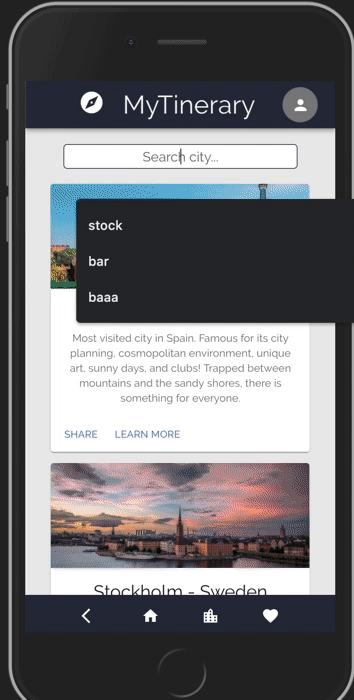 MyTinerary
Search city...
stock
bar
baaa
Most visited city in Spain. Famous for its city
planning, cosmopolitan environment, unique
art, sunny days, and clubs! Trapped between
mountains and the sandy shores, there is
something for everyone.
SHARE LEARN MORE
Stockholm - Sweden